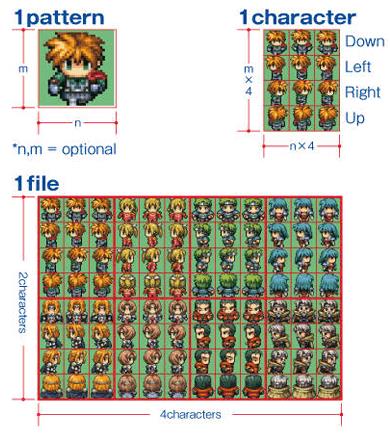 1pattern
m
n
*n,m = optional
1character
m×4
Down
Left
Right
Up
n×4
1file
2characters
4characters